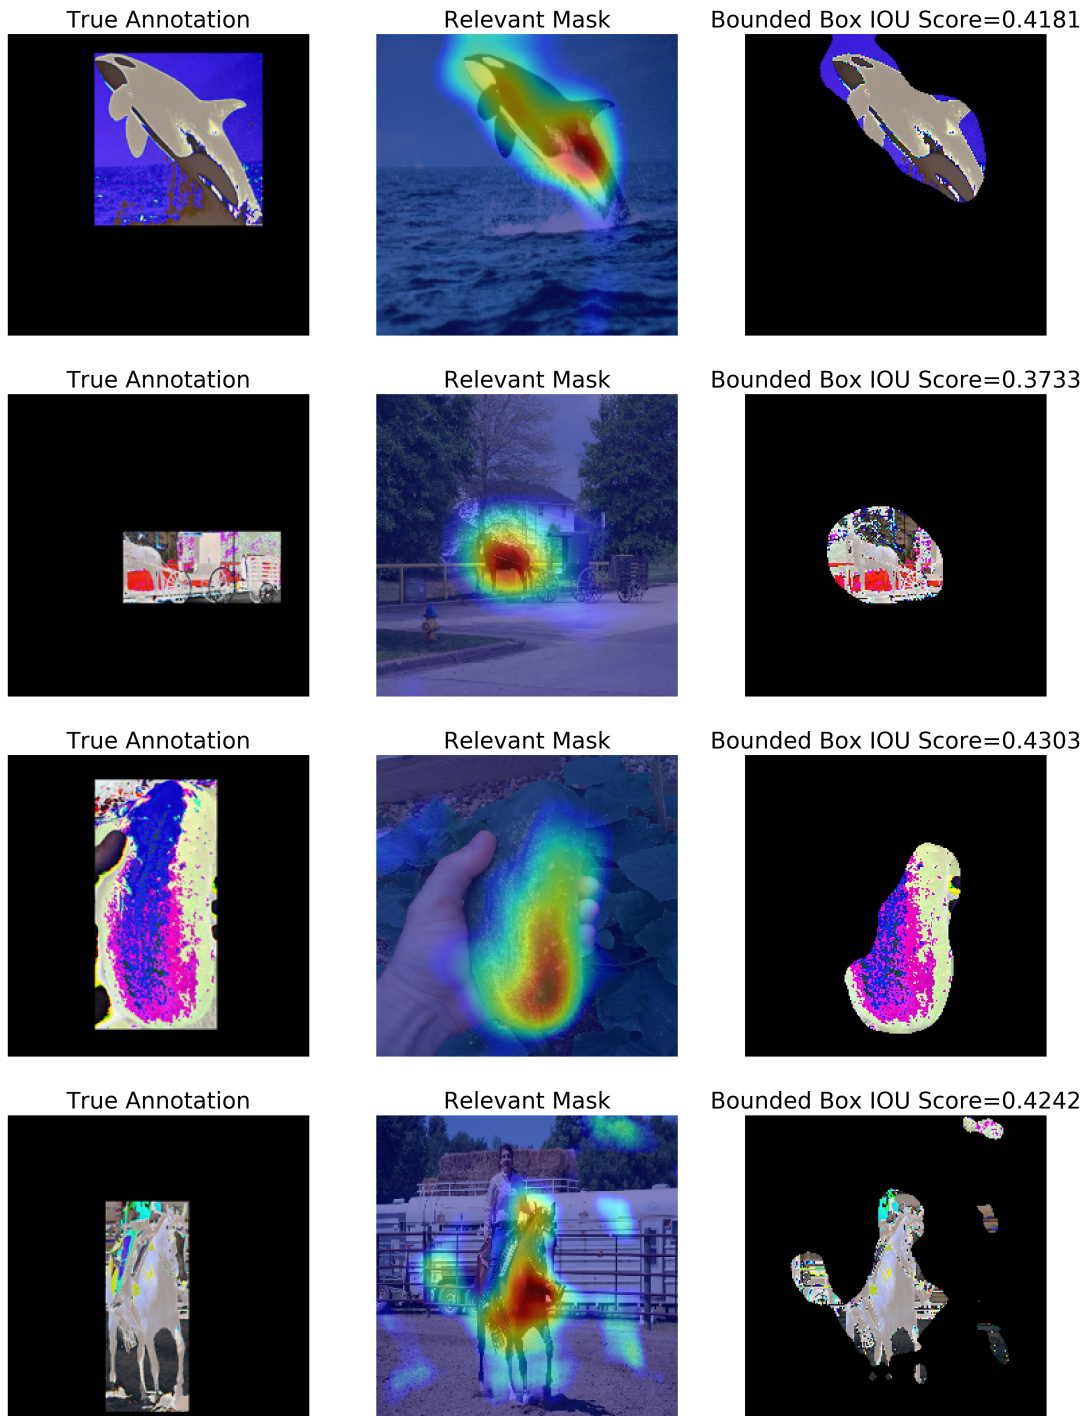 True Annotation
Relevant Mask
Bounded Box IOU Score=0.4181
True Annotation
Relevant Mask
Bounded Box IOU Score=0.3733
True Annotation
Relevant Mask
Bounded Box IOU Score=0.4303
True Annotation
Relevant Mask
Bounded Box IOU Score=0.4242